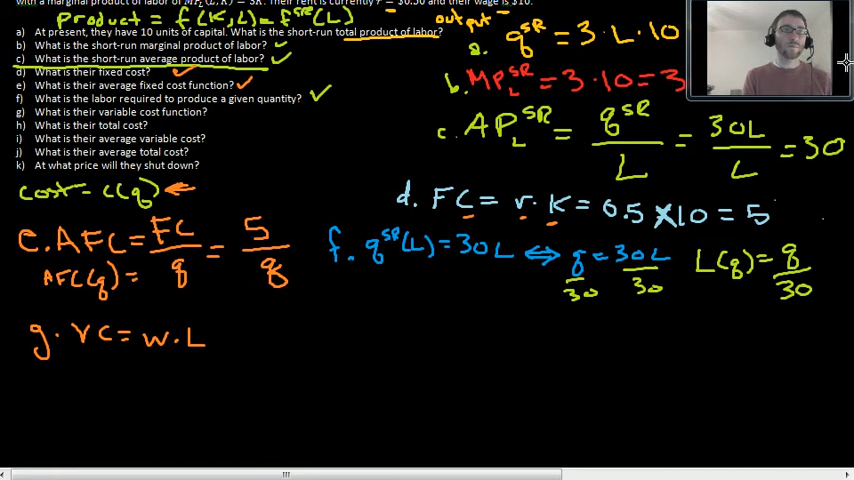 with a marginal product of labor of MP_L(L, K) = 3K. Their rent is currently r = $0.50 and their wage is $10.
Product = f(K,L) = f^SR(L)
output
a) At present, they have 10 units of capital. What is the short-run total product of labor?
b) What is the short-run marginal product of labor?
c) What is the short-run average product of labor?
d) What is their fixed cost?
e) What is their average fixed cost function?
f) What is the labor required to produce a given quantity?
g) What is their variable cost function?
h) What is their total cost?
i) What is their average variable cost?
j) What is their average total cost?
k) At what price will they shut down?
a. q^SR = 3·L·10
b. MP_L^SR = 3·10 = 3
c. AP_L^SR = q^SR / L = 30L / L = 30
cost = C(q)
d. FC = r·K = 0.5 × 10 = 5
e. AFC = FC / q = 5 / q
AFC(q) =
f. q^SR(L) = 30L ⇔ q / 30 = 30L / 30 L(q) = q / 30
g. VC = w·L